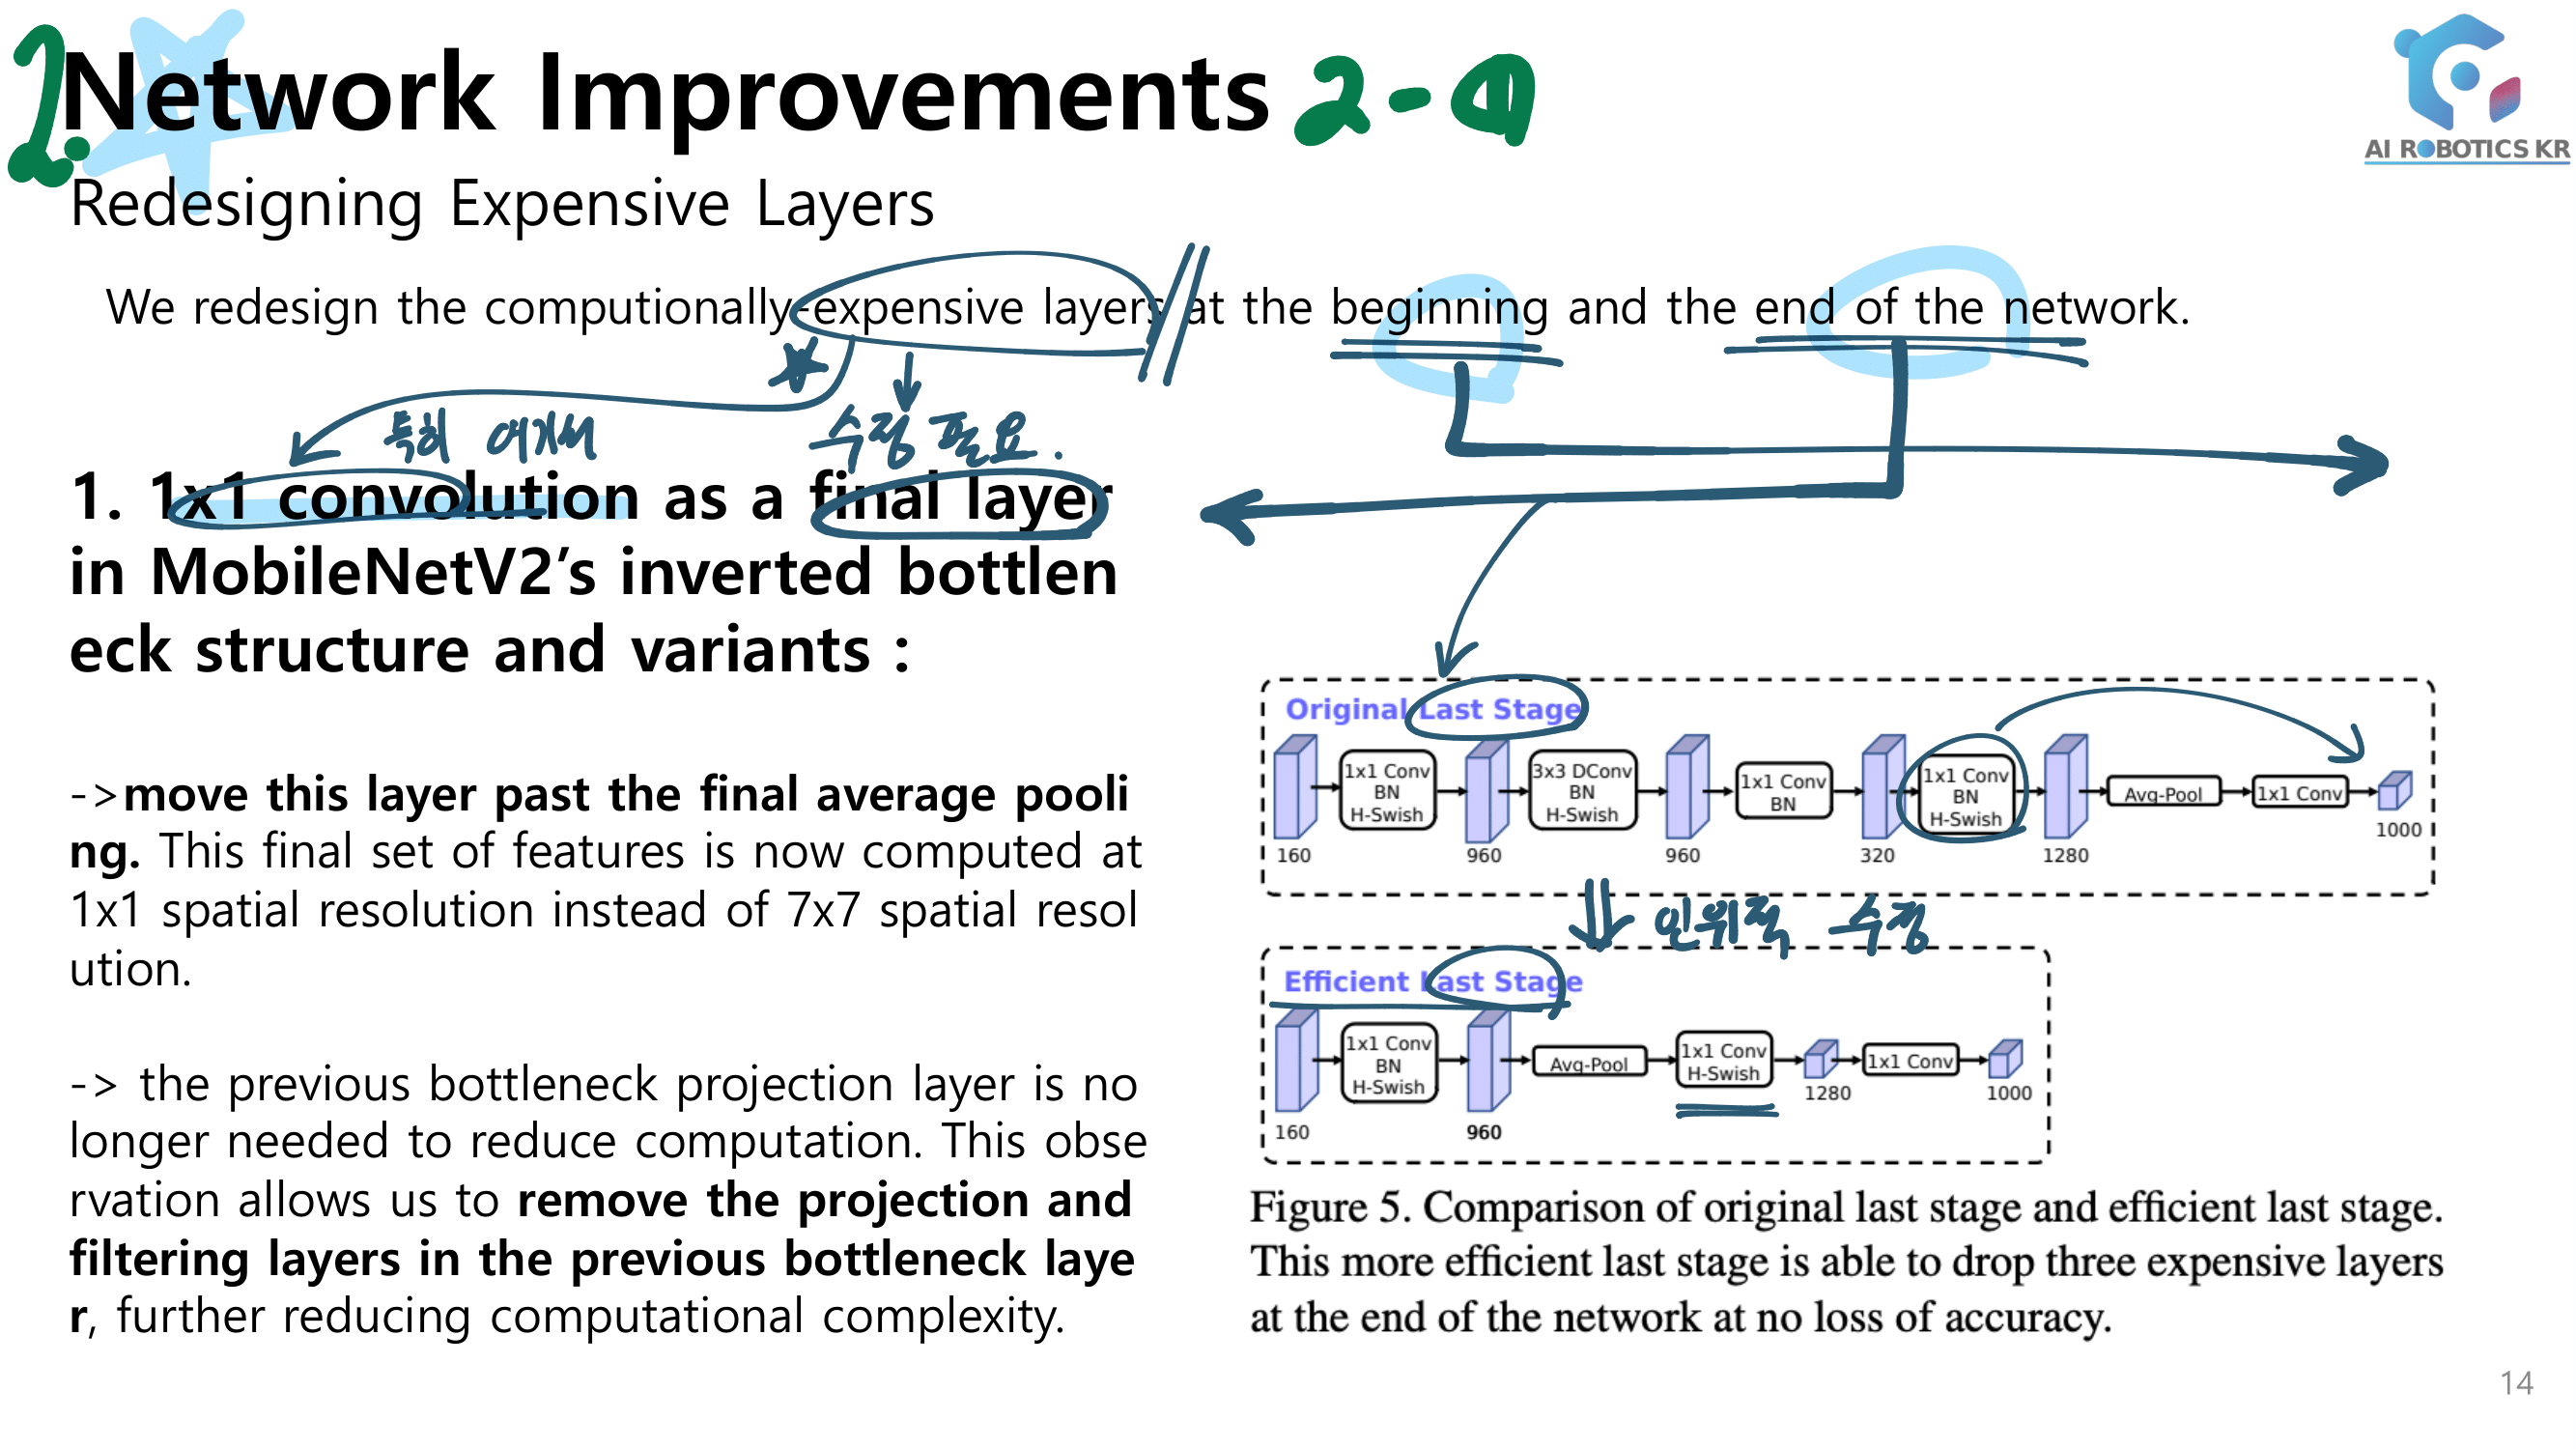 2. Network Improvements 2-①
AI ROBOTICS KR
Redesigning Expensive Layers
We redesign the computionally-expensive layers at the beginning and the end of the network.
특히 여기서
수정 필요.
1. 1x1 convolution as a final layer
in MobileNetV2’s inverted bottlen
eck structure and variants :
->move this layer past the final average pooli
ng. This final set of features is now computed at
1x1 spatial resolution instead of 7x7 spatial resol
ution.
-> the previous bottleneck projection layer is no
longer needed to reduce computation. This obse
rvation allows us to remove the projection and
filtering layers in the previous bottleneck laye
r, further reducing computational complexity.
Original Last Stage
1x1 Conv
BN
H-Swish
3x3 DConv
BN
H-Swish
1x1 Conv
BN
1x1 Conv
BN
H-Swish
Avg-Pool
1x1 Conv
160
960
960
320
1280
1000
인위적 수정
Efficient Last Stage
1x1 Conv
BN
H-Swish
Avg-Pool
1x1 Conv
H-Swish
1x1 Conv
160
960
1280
1000
Figure 5. Comparison of original last stage and efficient last stage.
This more efficient last stage is able to drop three expensive layers
at the end of the network at no loss of accuracy.
14